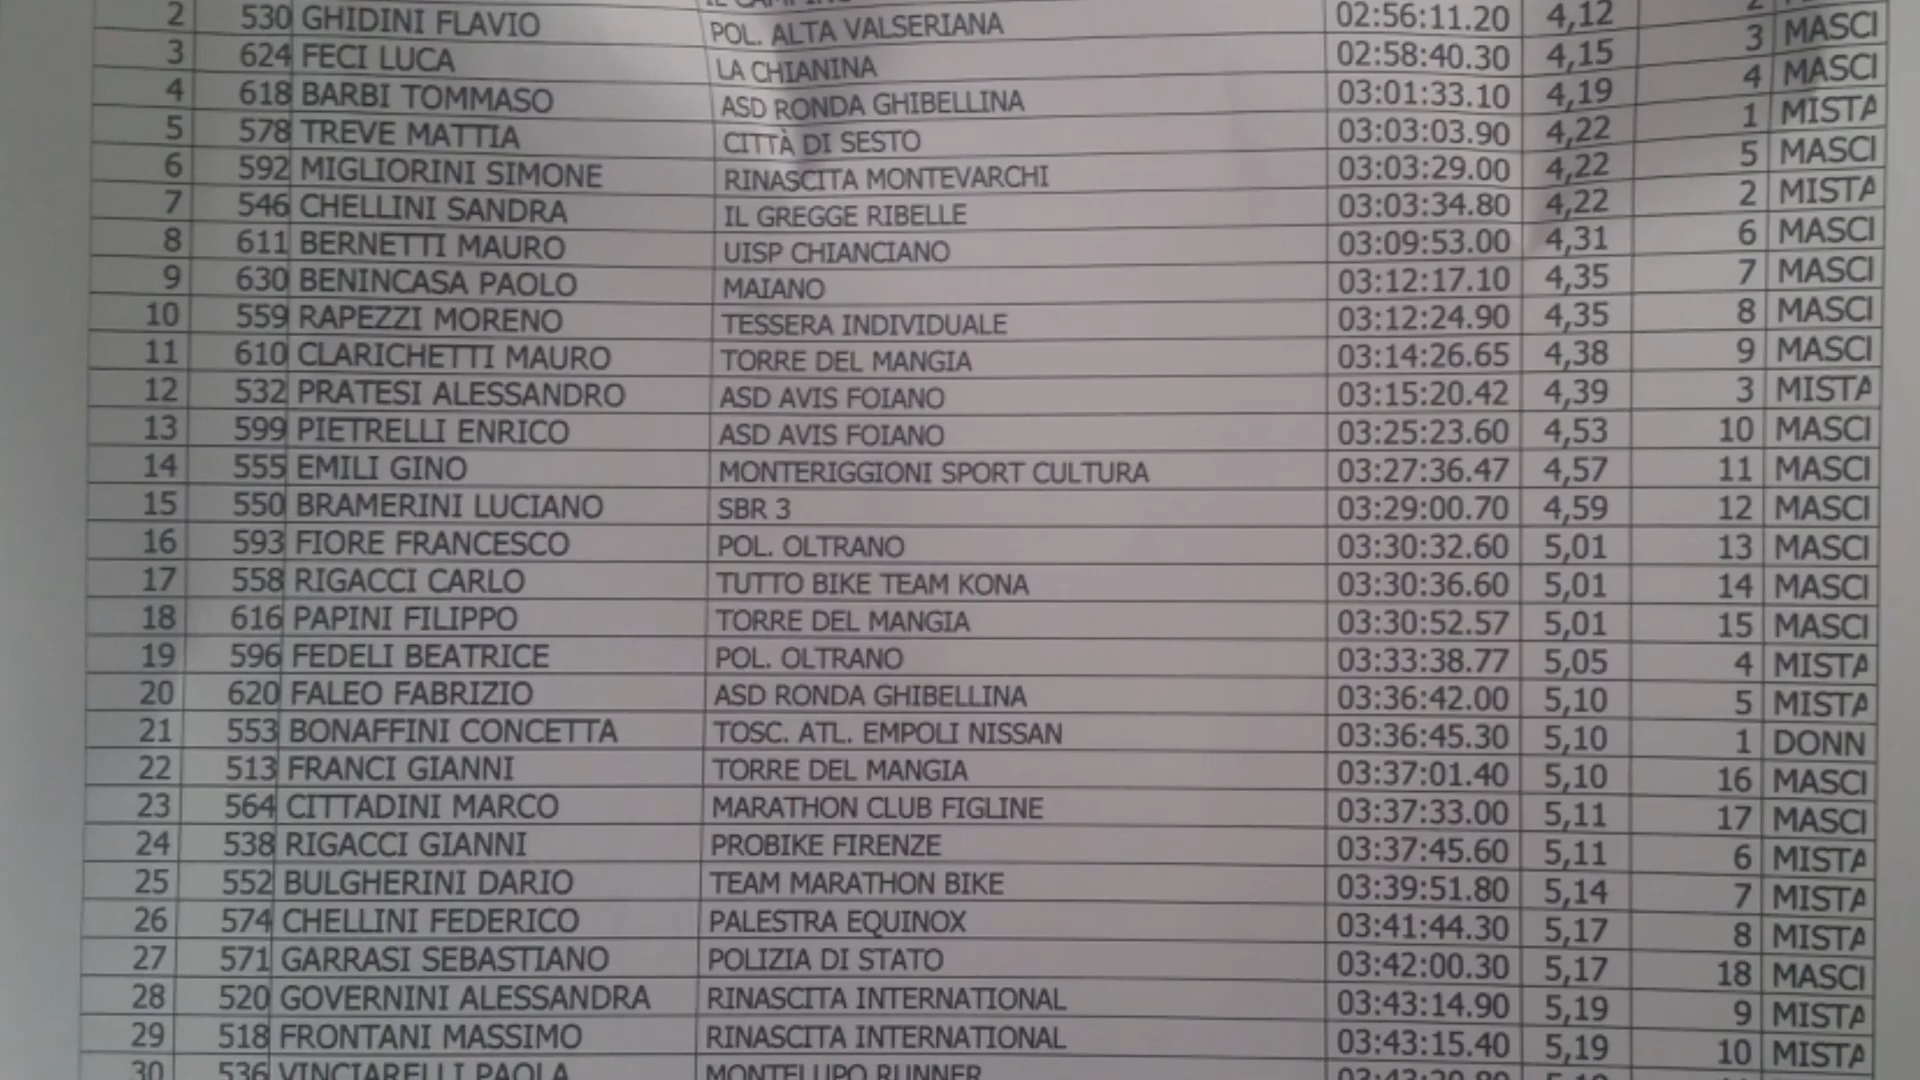 2 530 GHIDINI FLAVIO POL. ALTA VALSERIANA 02:56:11.20 4,12 2
3 624 FECI LUCA LA CHIANINA 02:58:40.30 4,15 3 MASCI
4 618 BARBI TOMMASO ASD RONDA GHIBELLINA 03:01:33.10 4,19 4 MASCI
5 578 TREVE MATTIA CITTÀ DI SESTO 03:03:03.90 4,22 1 MISTA
6 592 MIGLIORINI SIMONE RINASCITA MONTEVARCHI 03:03:29.00 4,22 5 MASCI
7 546 CHELLINI SANDRA IL GREGGE RIBELLE 03:03:34.80 4,22 2 MISTA
8 611 BERNETTI MAURO UISP CHIANCIANO 03:09:53.00 4,31 6 MASCI
9 630 BENINCASA PAOLO MAIANO 03:12:17.10 4,35 7 MASCI
10 559 RAPEZZI MORENO TESSERA INDIVIDUALE 03:12:24.90 4,35 8 MASCI
11 610 CLARICHETTI MAURO TORRE DEL MANGIA 03:14:26.65 4,38 9 MASCI
12 532 PRATESI ALESSANDRO ASD AVIS FOIANO 03:15:20.42 4,39 3 MISTA
13 599 PIETRELLI ENRICO ASD AVIS FOIANO 03:25:23.60 4,53 10 MASCI
14 555 EMILI GINO MONTERIGGIONI SPORT CULTURA 03:27:36.47 4,57 11 MASCI
15 550 BRAMERINI LUCIANO SBR 3 03:29:00.70 4,59 12 MASCI
16 593 FIORE FRANCESCO POL. OLTRANO 03:30:32.60 5,01 13 MASCI
17 558 RIGACCI CARLO TUTTO BIKE TEAM KONA 03:30:36.60 5,01 14 MASCI
18 616 PAPINI FILIPPO TORRE DEL MANGIA 03:30:52.57 5,01 15 MASCI
19 596 FEDELI BEATRICE POL. OLTRANO 03:33:38.77 5,05 4 MISTA
20 620 FALEO FABRIZIO ASD RONDA GHIBELLINA 03:36:42.00 5,10 5 MISTA
21 553 BONAFFINI CONCETTA TOSC. ATL. EMPOLI NISSAN 03:36:45.30 5,10 1 DONN
22 513 FRANCI GIANNI TORRE DEL MANGIA 03:37:01.40 5,10 16 MASCI
23 564 CITTADINI MARCO MARATHON CLUB FIGLINE 03:37:33.00 5,11 17 MASCI
24 538 RIGACCI GIANNI PROBIKE FIRENZE 03:37:45.60 5,11 6 MISTA
25 552 BULGHERINI DARIO TEAM MARATHON BIKE 03:39:51.80 5,14 7 MISTA
26 574 CHELLINI FEDERICO PALESTRA EQUINOX 03:41:44.30 5,17 8 MISTA
27 571 GARRASI SEBASTIANO POLIZIA DI STATO 03:42:00.30 5,17 18 MASCI
28 520 GOVERNINI ALESSANDRA RINASCITA INTERNATIONAL 03:43:14.90 5,19 9 MISTA
29 518 FRONTANI MASSIMO RINASCITA INTERNATIONAL 03:43:15.40 5,19 10 MISTA
30 536 VINCIARELLI PAOLA MONTELUPO RUNNER